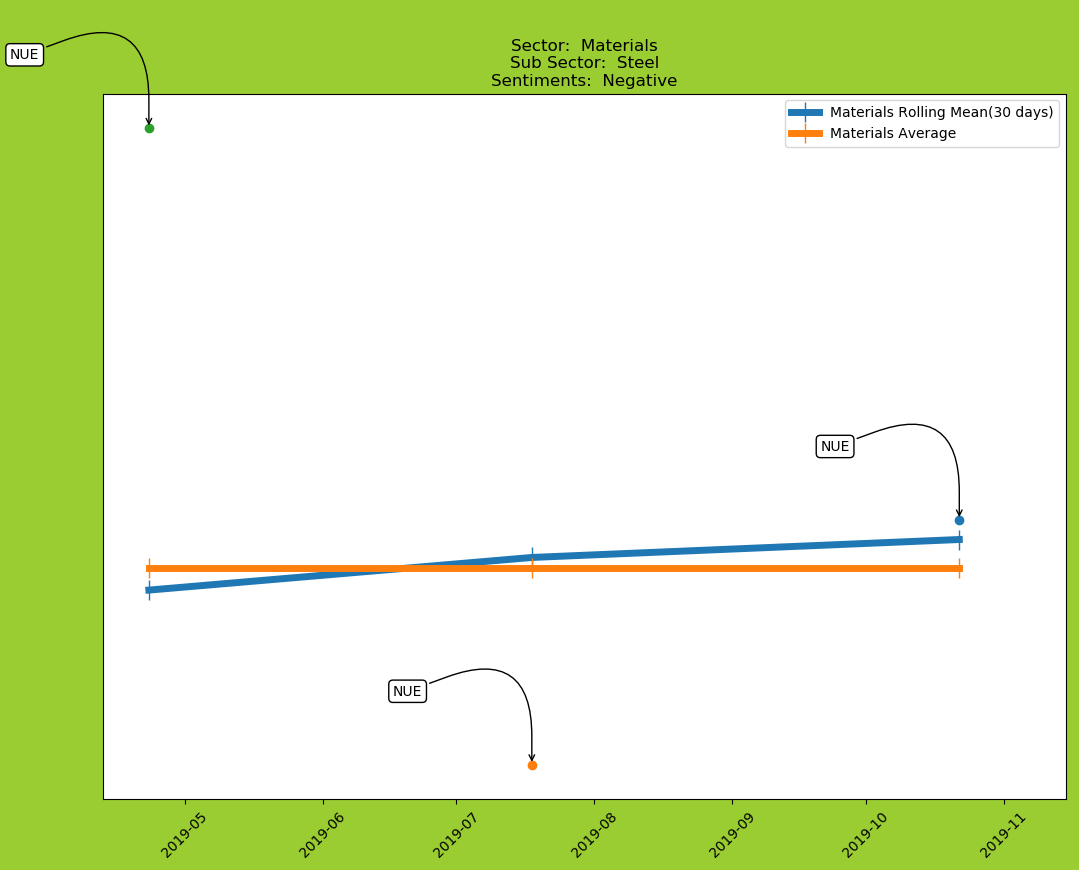 NUE
Sector:  Materials
Sub Sector:  Steel
Sentiments:  Negative
Materials Rolling Mean(30 days)
Materials Average
NUE
NUE
2019-05
2019-06
2019-07
2019-08
2019-09
2019-10
2019-11